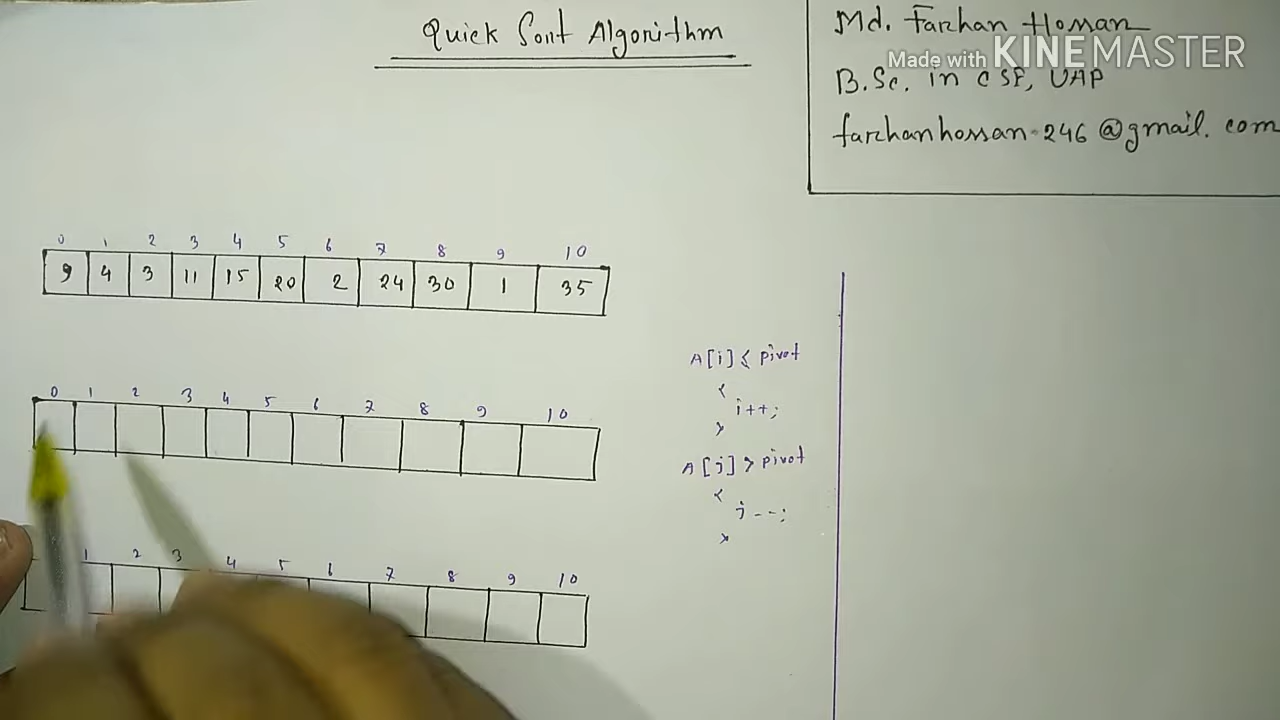 Quick Sort Algorithm
Md. Farhan Hossan
Made with KINEMASTER
B.Sc. in CSE, UAP
farhanhossan.246@gmail.com
0 1 2 3 4 5 6 7 8 9 10
9 4 3 11 15 20 2 24 30 1 35
A[i] ≤ pivot
{
i++;
}
A[j] > pivot
{
j--;
}
0 1 2 3 4 5 6 7 8 9 10
1 2 3 4 5 6 7 8 9 10